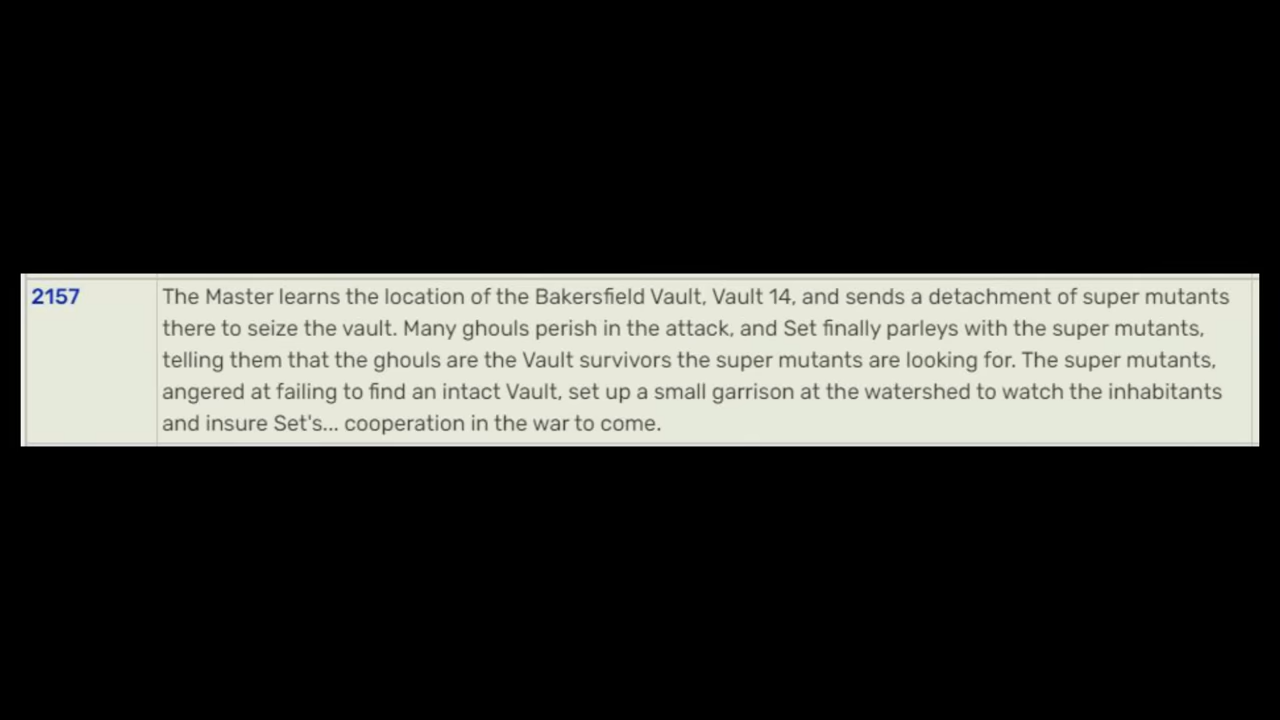 2157
The Master learns the location of the Bakersfield Vault, Vault 14, and sends a detachment of super mutants
there to seize the vault. Many ghouls perish in the attack, and Set finally parleys with the super mutants,
telling them that the ghouls are the Vault survivors the super mutants are looking for. The super mutants,
angered at failing to find an intact Vault, set up a small garrison at the watershed to watch the inhabitants
and insure Set's... cooperation in the war to come.